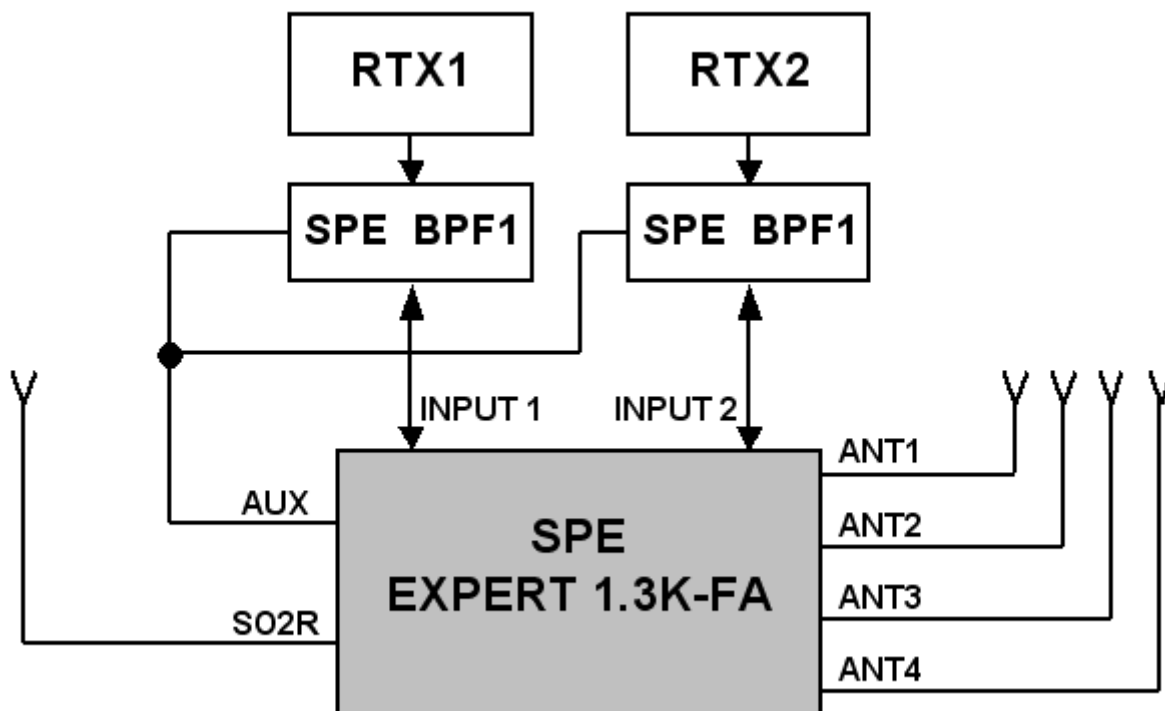 RTX1
RTX2
SPE BPF1
SPE BPF1
INPUT 1
INPUT 2
ANT1
AUX
ANT2
SPE
EXPERT 1.3K-FA
ANT3
SO2R
ANT4